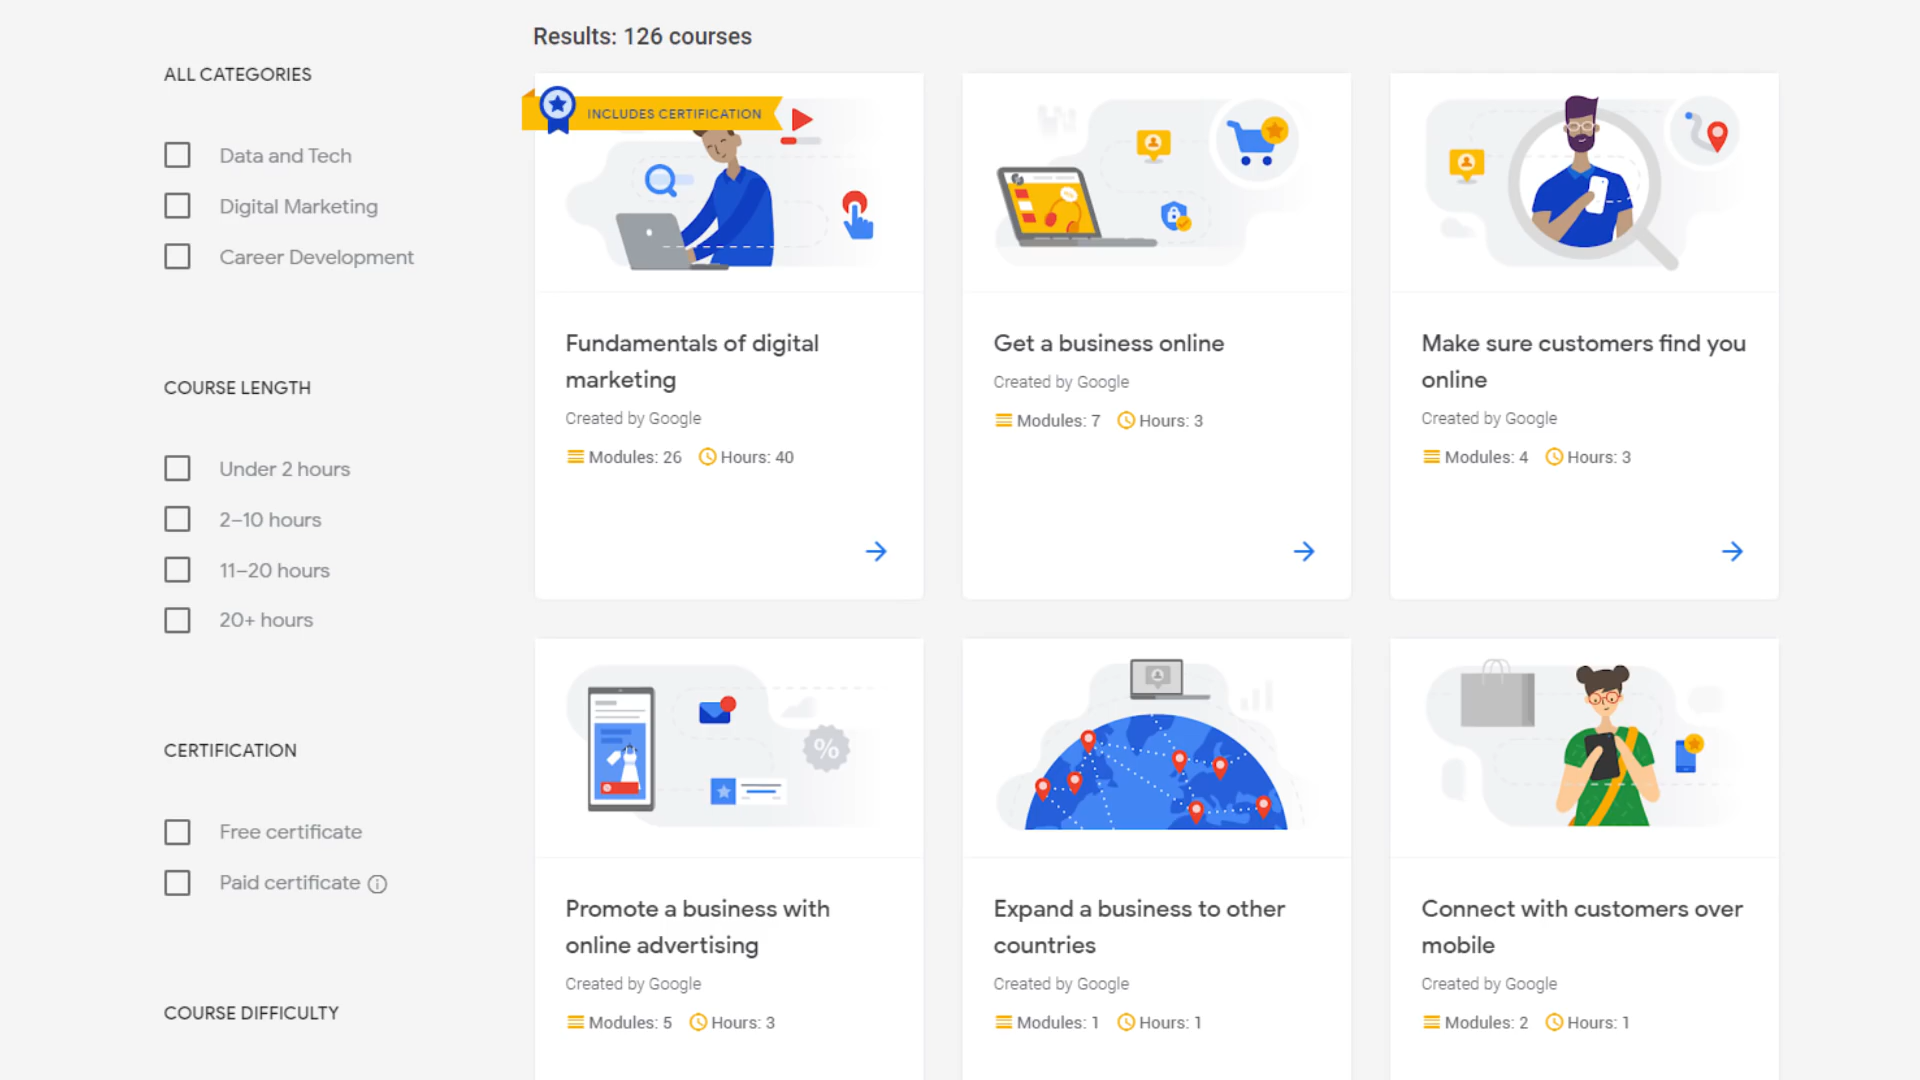 Results: 126 courses
ALL CATEGORIES
Data and Tech
Digital Marketing
Career Development
COURSE LENGTH
Under 2 hours
2–10 hours
11–20 hours
20+ hours
CERTIFICATION
Free certificate
Paid certificate
COURSE DIFFICULTY
INCLUDES CERTIFICATION
Fundamentals of digital
marketing
Created by Google
Modules: 26 Hours: 40
Get a business online
Created by Google
Modules: 7 Hours: 3
Make sure customers find you
online
Created by Google
Modules: 4 Hours: 3
%
Promote a business with
online advertising
Created by Google
Modules: 5 Hours: 3
Expand a business to other
countries
Created by Google
Modules: 1 Hours: 1
Connect with customers over
mobile
Created by Google
Modules: 2 Hours: 1